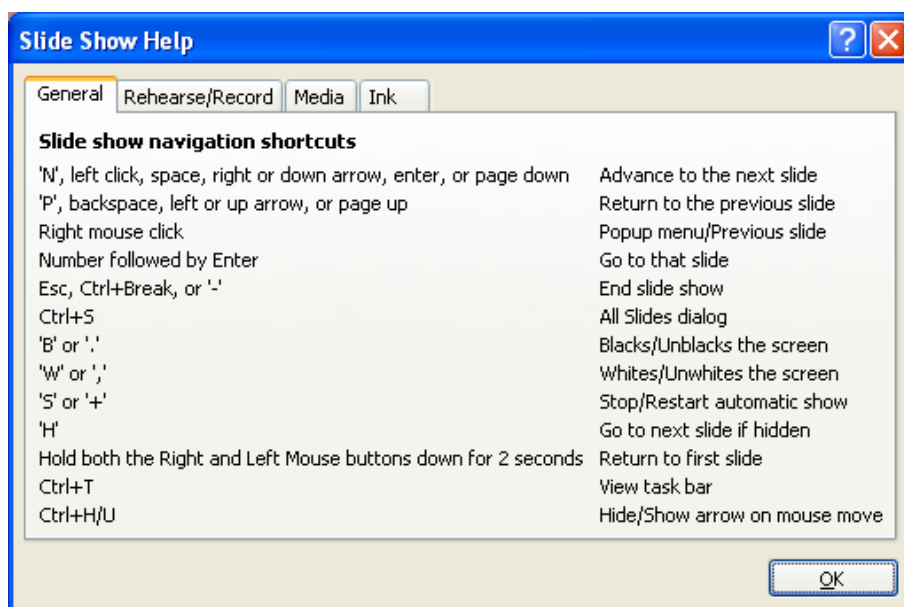 Slide Show Help
General Rehearse/Record Media Ink
Slide show navigation shortcuts
'N', left click, space, right or down arrow, enter, or page down Advance to the next slide
'P', backspace, left or up arrow, or page up Return to the previous slide
Right mouse click Popup menu/Previous slide
Number followed by Enter Go to that slide
Esc, Ctrl+Break, or '-' End slide show
Ctrl+S All Slides dialog
'B' or '.' Blacks/Unblacks the screen
'W' or ',' Whites/Unwhites the screen
'S' or '+' Stop/Restart automatic show
'H' Go to next slide if hidden
Hold both the Right and Left Mouse buttons down for 2 seconds Return to first slide
Ctrl+T View task bar
Ctrl+H/U Hide/Show arrow on mouse move
OK